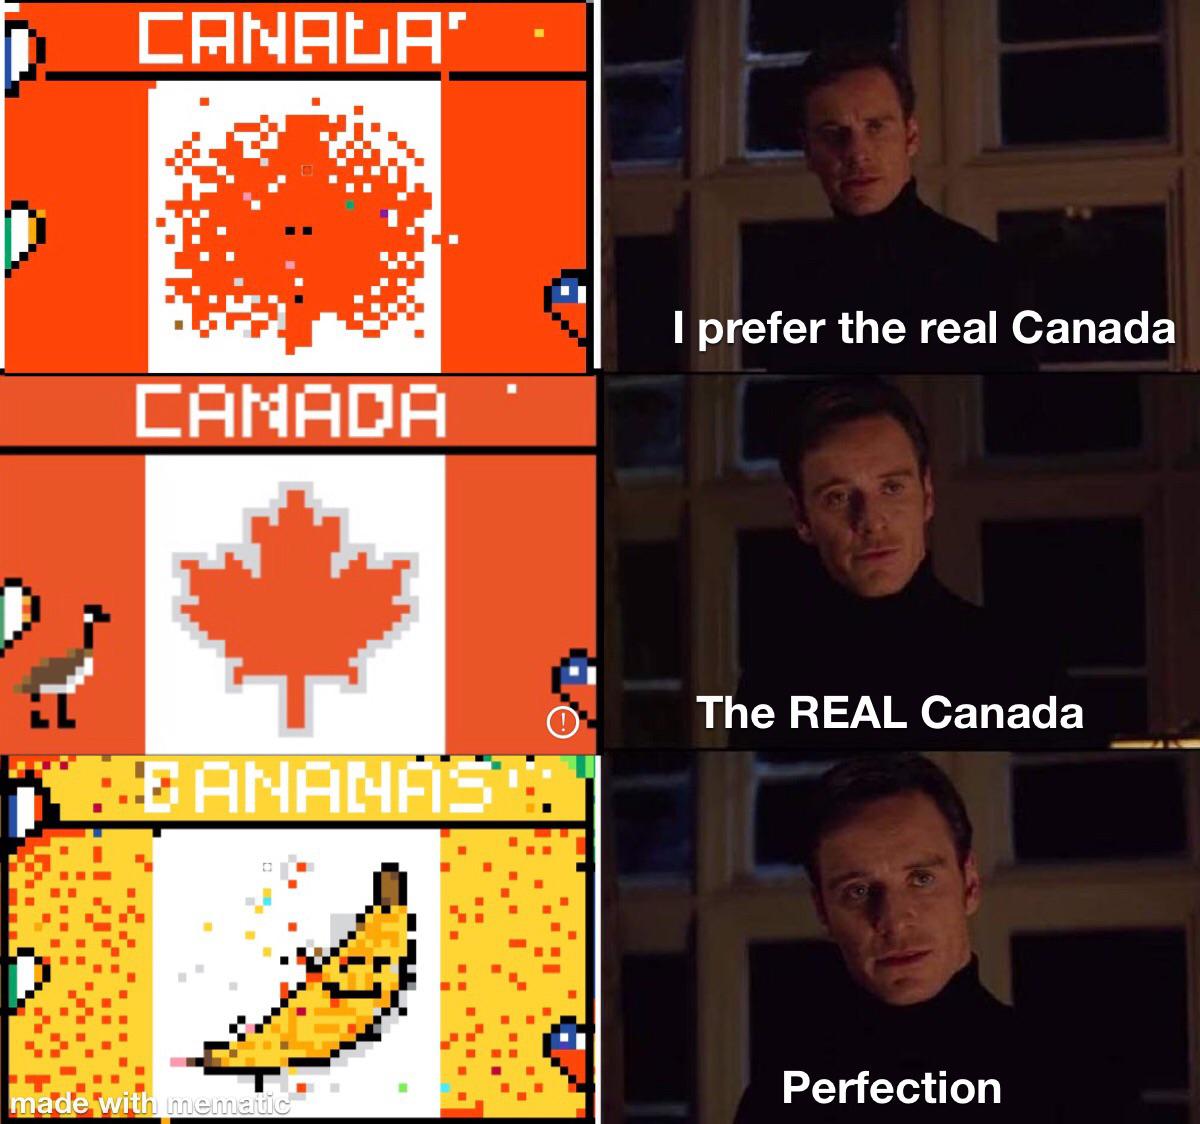 CANADA'
I prefer the real Canada
CANADA '
The REAL Canada
BANANAS'''
Perfection
made with mematic